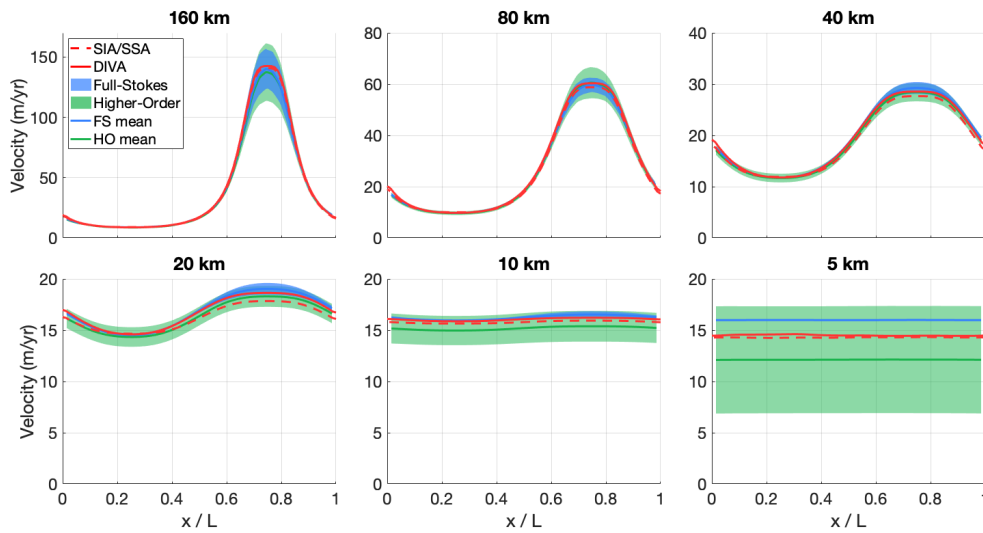 160 km
80 km
40 km
Velocity (m/yr)
150
100
50
0
SIA/SSA
DIVA
Full-Stokes
Higher-Order
FS mean
HO mean
80
60
40
20
0
40
30
20
10
0
20 km
10 km
5 km
Velocity (m/yr)
20
15
10
5
0
0 0.2 0.4 0.6 0.8 1
x / L
20
15
10
5
0
0 0.2 0.4 0.6 0.8 1
x / L
20
15
10
5
0
0 0.2 0.4 0.6 0.8 1
x / L